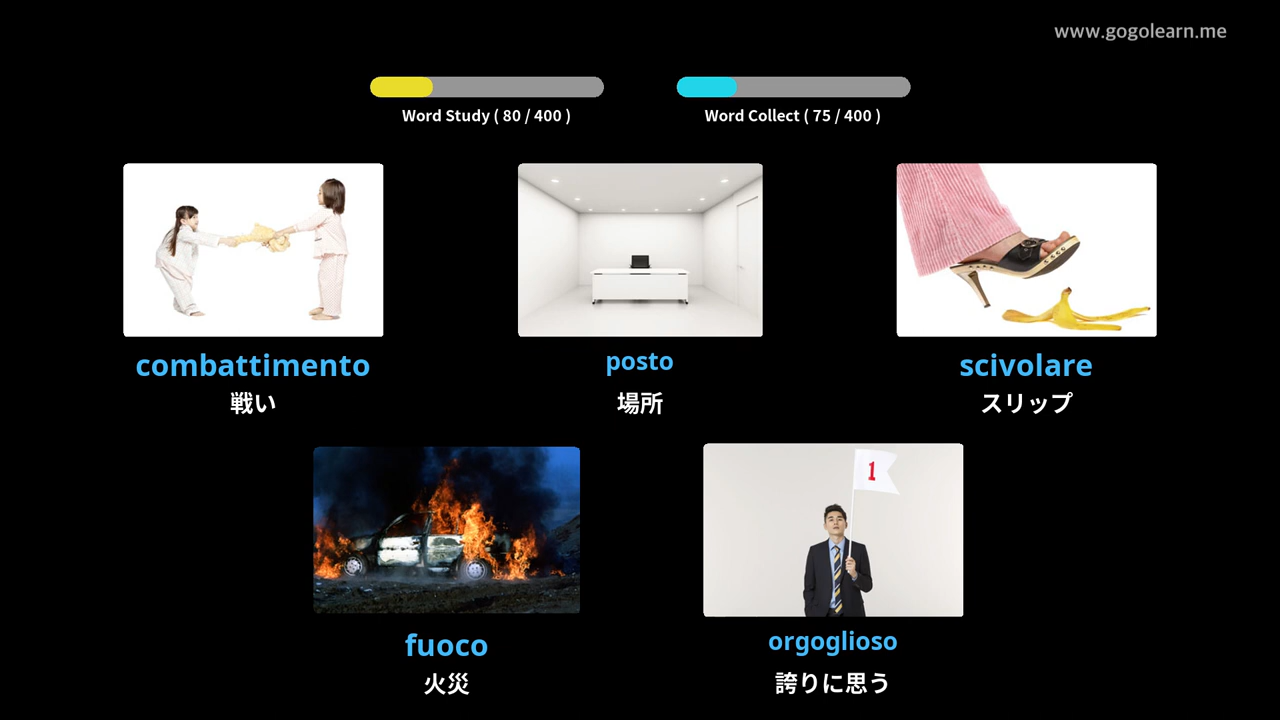 www.gogolearn.me
Word Study ( 80 / 400 )
Word Collect ( 75 / 400 )
combattimento
戦い
posto
場所
scivolare
スリップ
1
fuoco
火災
orgoglioso
誇りに思う